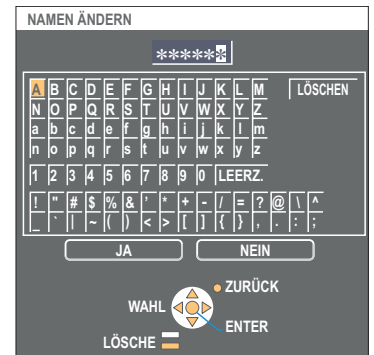 NAMEN ÄNDERN
******
A B C D E F G H I J K L M LÖSCHEN
N O P Q R S T U V W X Y Z
a b c d e f g h i j k l m
n o p q r s t u v w x y z
1 2 3 4 5 6 7 8 9 0 LEERZ.
! " # $ % & ' * + - / = ? @ \ ^
_ ` | ~ ( ) < > [ ] { } , . : ;
JA NEIN
ZURÜCK
WAHL
ENTER
LÖSCHE